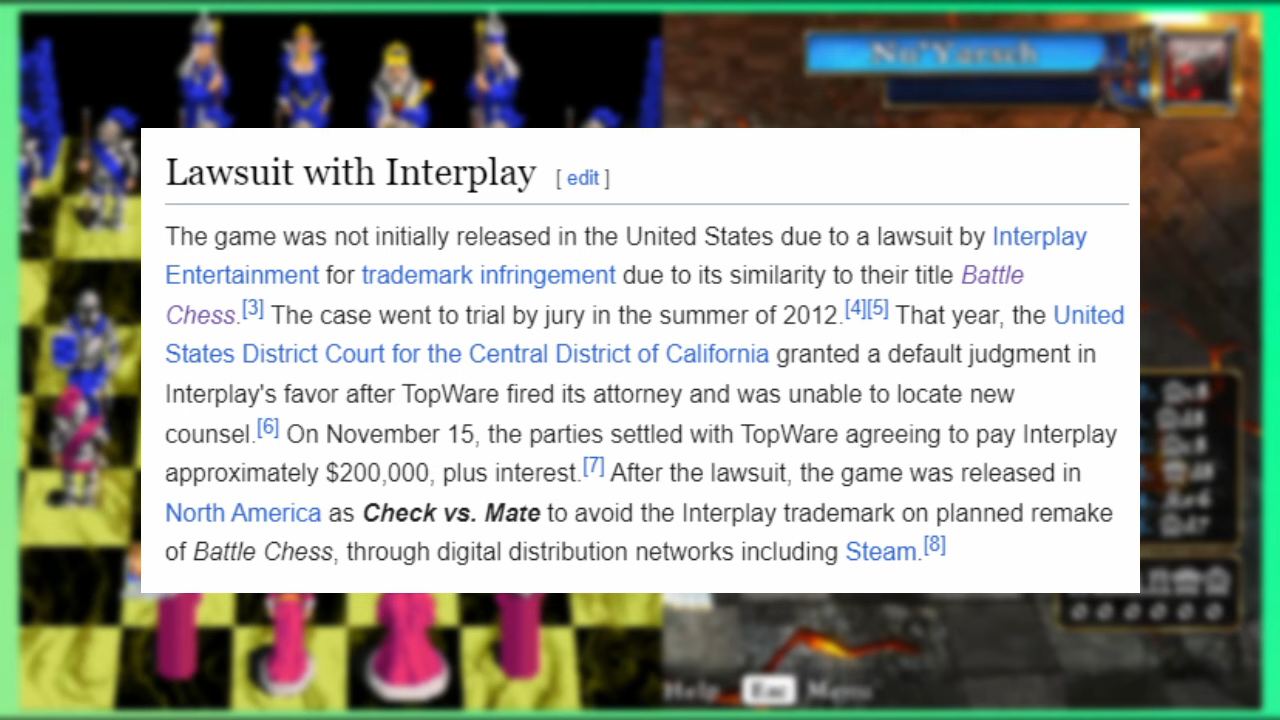 Nu'Yarsch
Lawsuit with Interplay [ edit ]
The game was not initially released in the United States due to a lawsuit by Interplay
Entertainment for trademark infringement due to its similarity to their title Battle
Chess.[3] The case went to trial by jury in the summer of 2012.[4][5] That year, the United
States District Court for the Central District of California granted a default judgment in
Interplay's favor after TopWare fired its attorney and was unable to locate new
counsel.[6] On November 15, the parties settled with TopWare agreeing to pay Interplay
approximately $200,000, plus interest.[7] After the lawsuit, the game was released in
North America as Check vs. Mate to avoid the Interplay trademark on planned remake
of Battle Chess, through digital distribution networks including Steam.[8]
Help Esc Menu